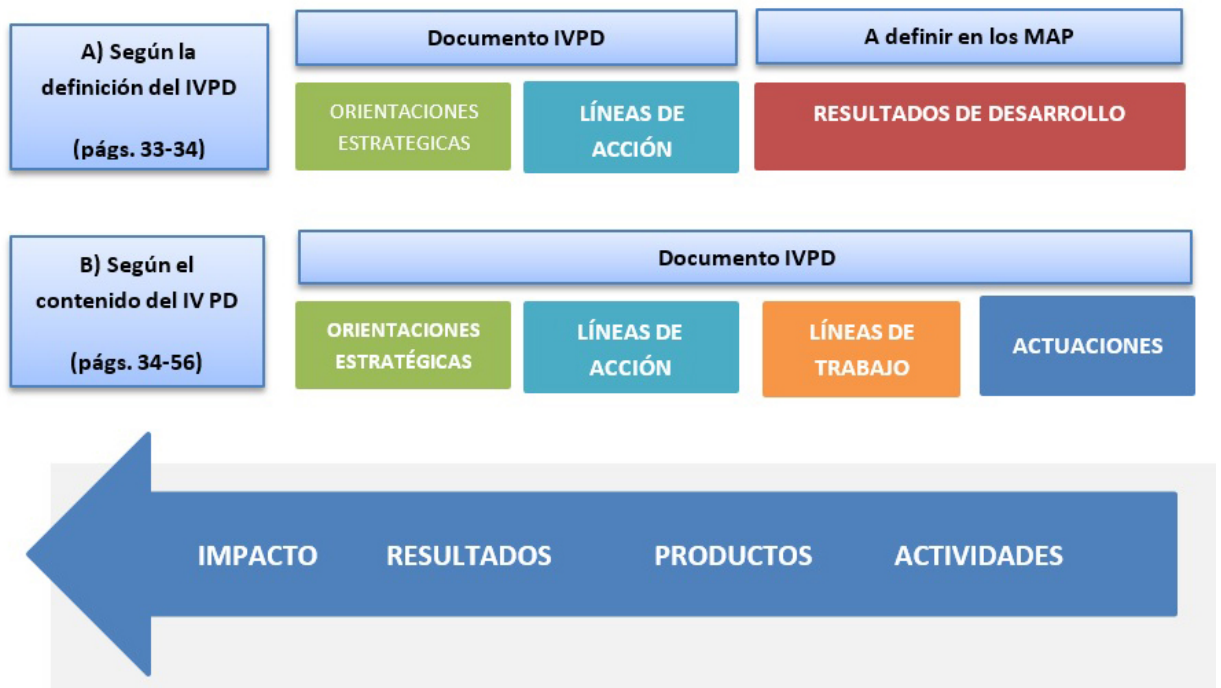 A) Según la
definición del IVPD
(págs. 33-34)
Documento IVPD
A definir en los MAP
ORIENTACIONES
ESTRATEGICAS
LÍNEAS DE
ACCIÓN
RESULTADOS DE DESARROLLO
B) Según el
contenido del IV PD
(págs. 34-56)
Documento IVPD
ORIENTACIONES
ESTRATÉGICAS
LÍNEAS DE
ACCIÓN
LÍNEAS DE
TRABAJO
ACTUACIONES
IMPACTO RESULTADOS PRODUCTOS ACTIVIDADES